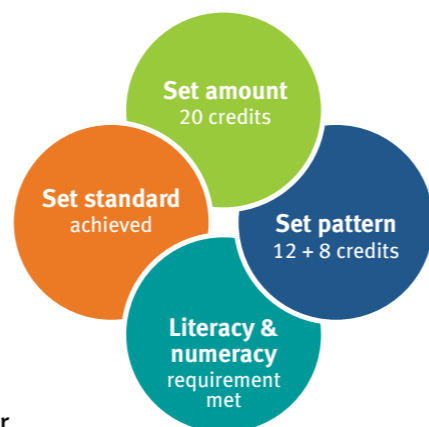 Set amount
20 credits
Set standard
achieved
Set pattern
12 + 8 credits
Literacy &
numeracy
requirement
met